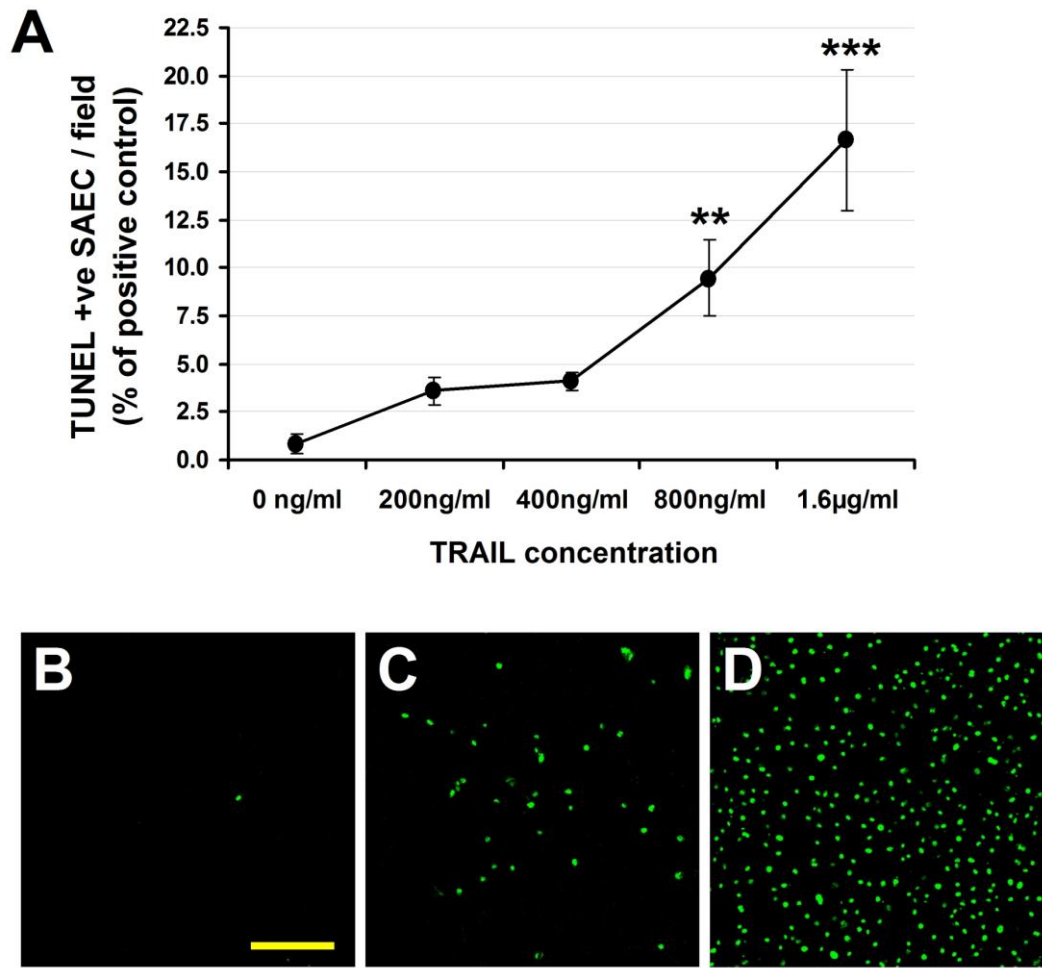 A
TUNEL +ve SAEC / field
(% of positive control)
22.5
20.0
17.5
15.0
12.5
10.0
7.5
5.0
2.5
0.0
**
***
0 ng/ml 200ng/ml 400ng/ml 800ng/ml 1.6µg/ml
TRAIL concentration
B C D